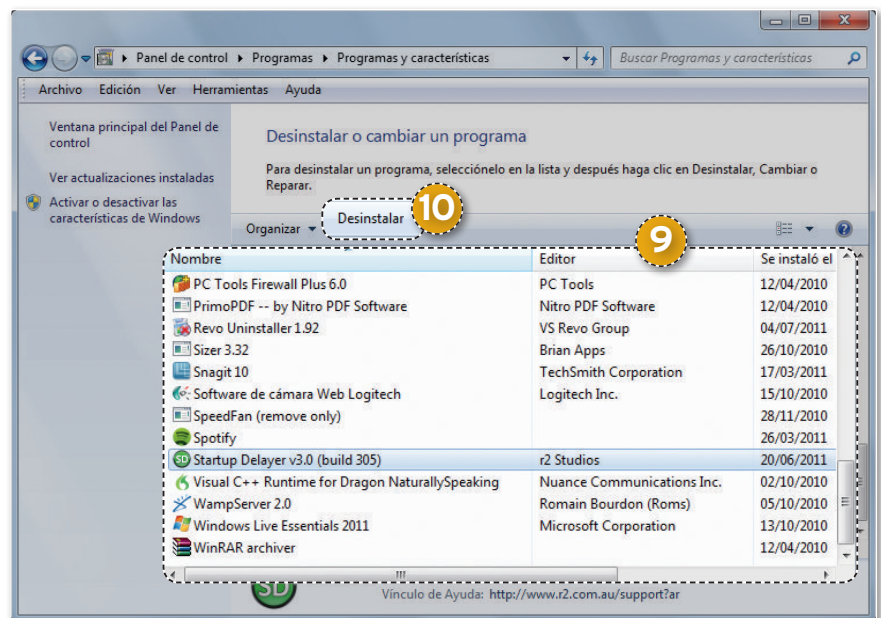 Panel de control ▸ Programas ▸ Programas y características
Buscar Programas y características
Archivo Edición Ver Herramientas Ayuda
Ventana principal del Panel de control
Ver actualizaciones instaladas
Activar o desactivar las características de Windows
Desinstalar o cambiar un programa
Para desinstalar un programa, selecciónelo en la lista y después haga clic en Desinstalar, Cambiar o
Reparar.
Organizar Desinstalar 10
9
Nombre Editor Se instaló el
PC Tools Firewall Plus 6.0 PC Tools 12/04/2010
PrimoPDF -- by Nitro PDF Software Nitro PDF Software 12/04/2010
Revo Uninstaller 1.92 VS Revo Group 04/07/2011
Sizer 3.32 Brian Apps 26/10/2010
Snagit 10 TechSmith Corporation 17/03/2011
Software de cámara Web Logitech Logitech Inc. 15/10/2010
SpeedFan (remove only) 28/11/2010
Spotify 26/03/2011
SD Startup Delayer v3.0 (build 305) r2 Studios 20/06/2011
Visual C++ Runtime for Dragon NaturallySpeaking Nuance Communications Inc. 02/10/2010
WampServer 2.0 Romain Bourdon (Roms) 05/10/2010
Windows Live Essentials 2011 Microsoft Corporation 13/10/2010
WinRAR archiver 12/04/2010
SD
Vínculo de Ayuda: http://www.r2.com.au/support?ar